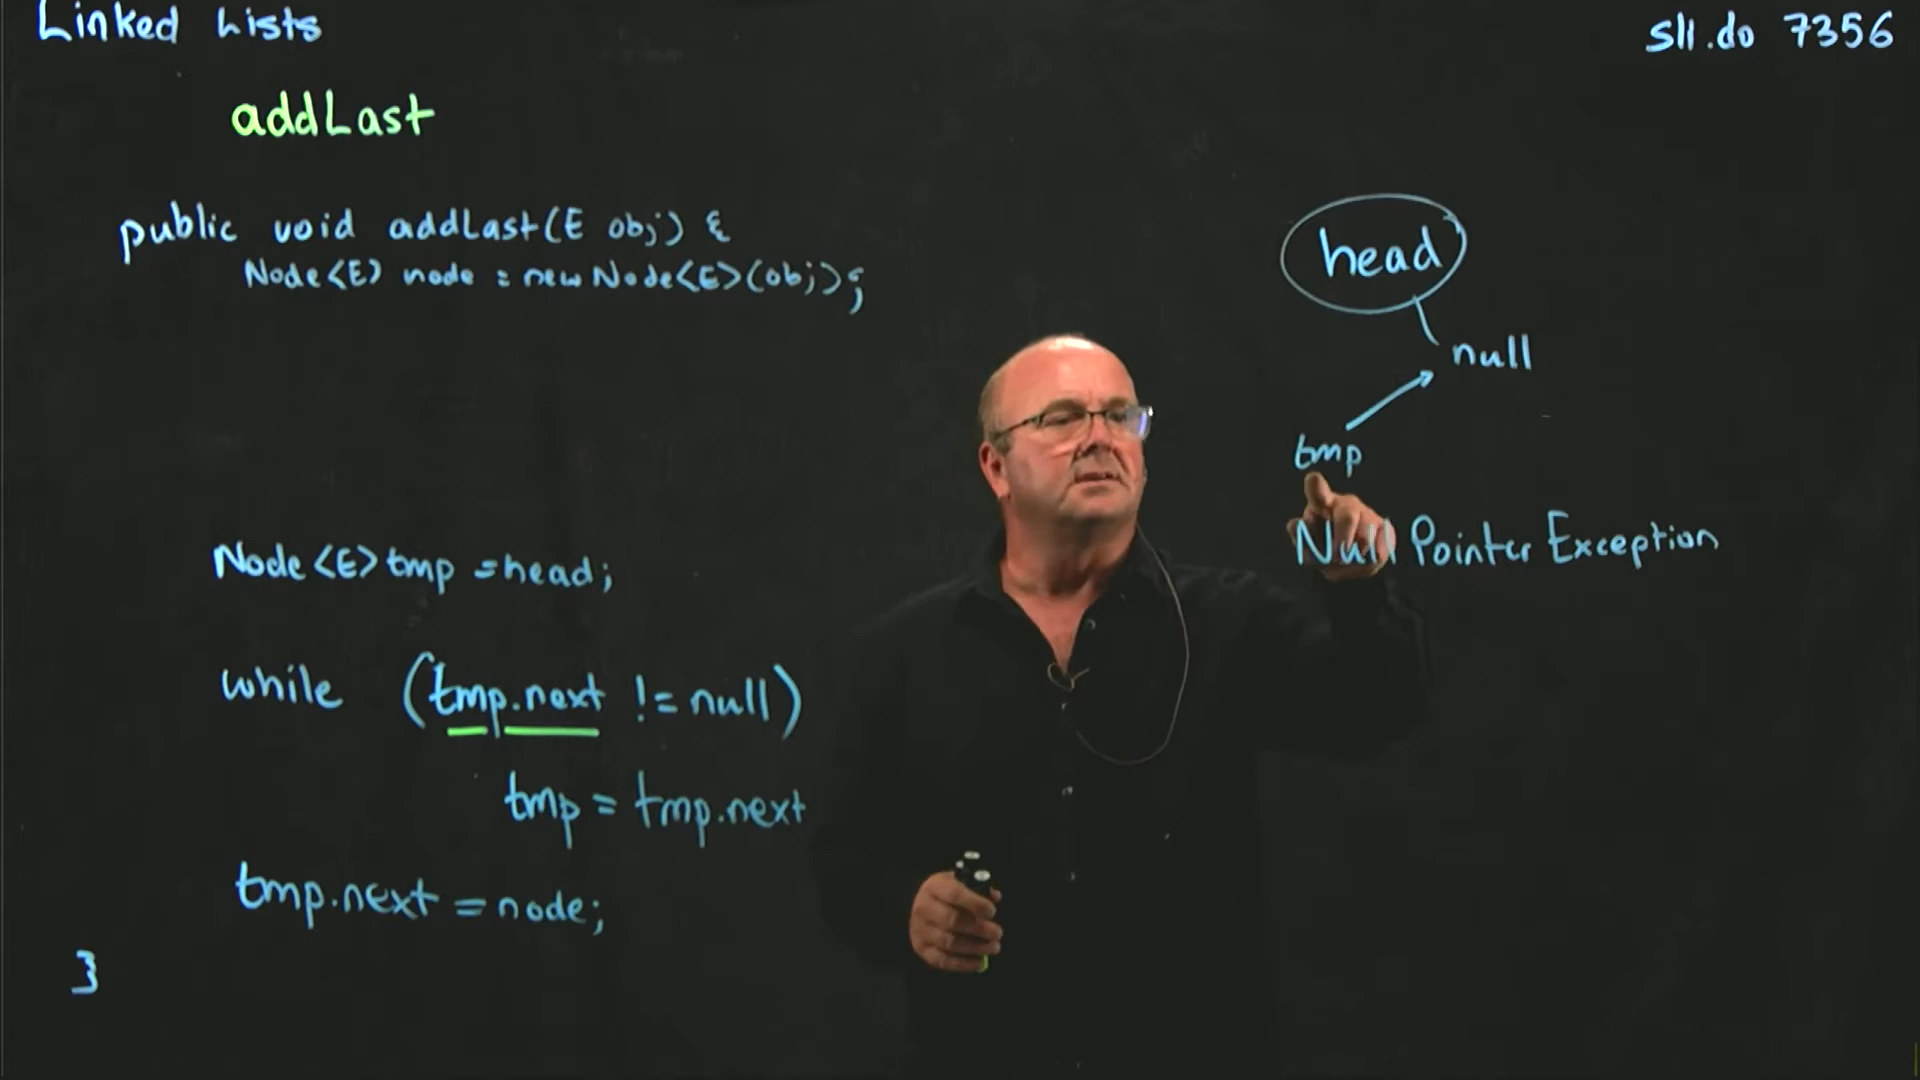 Linked Lists
sli.do 7356
addLast
public void addLast(E obj) {
Node<E> node = new Node<E>(obj);
Node<E> tmp = head;
while (tmp.next != null)
tmp = tmp.next
tmp.next = node;
}
head
null
tmp
Null Pointer Exception